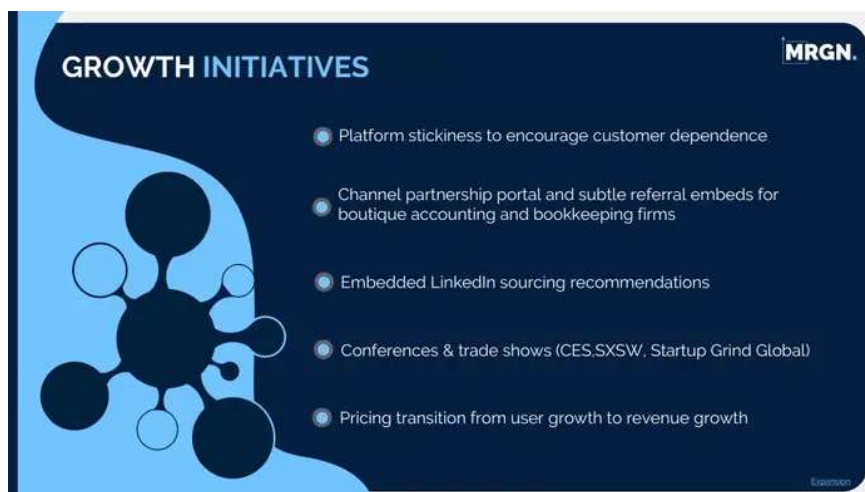 GROWTH INITIATIVES
MRGN.
Platform stickiness to encourage customer dependence
Channel partnership portal and subtle referral embeds for
boutique accounting and bookkeeping firms
Embedded LinkedIn sourcing recommendations
Conferences & trade shows (CES,SXSW, Startup Grind Global)
Pricing transition from user growth to revenue growth
Expansion